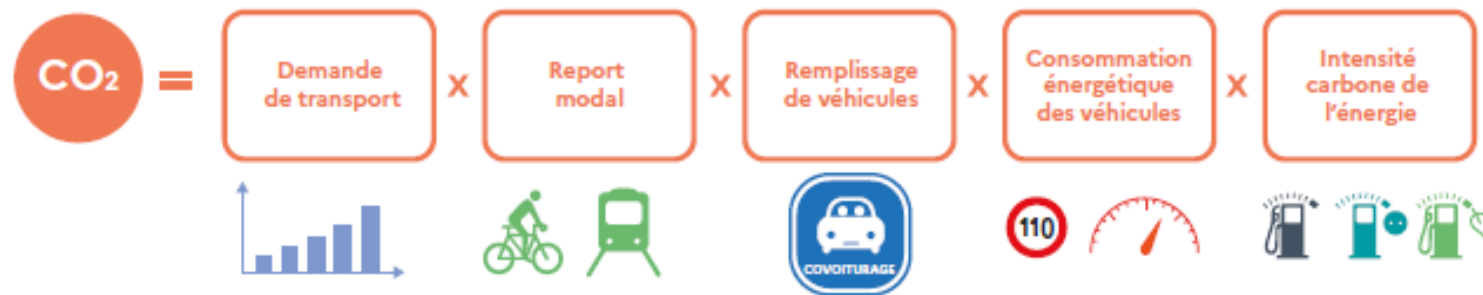 CO₂ =
Demande
de transport
x
Report
modal
x
Remplissage
de véhicules
x
Consommation
énergétique
des véhicules
x
Intensité
carbone de
l'énergie
COVOITURAGE
110